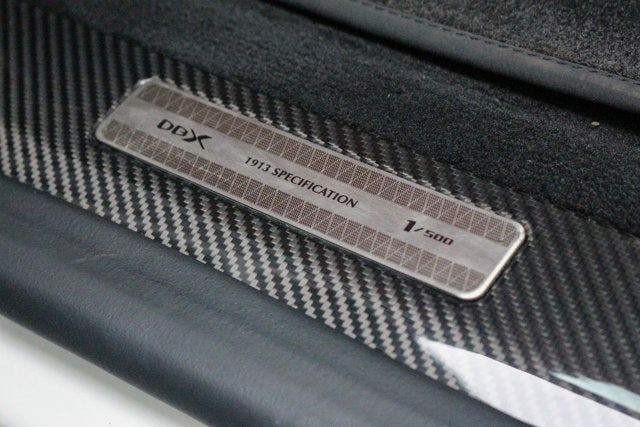 DBX
1913 SPECIFICATION
1/500